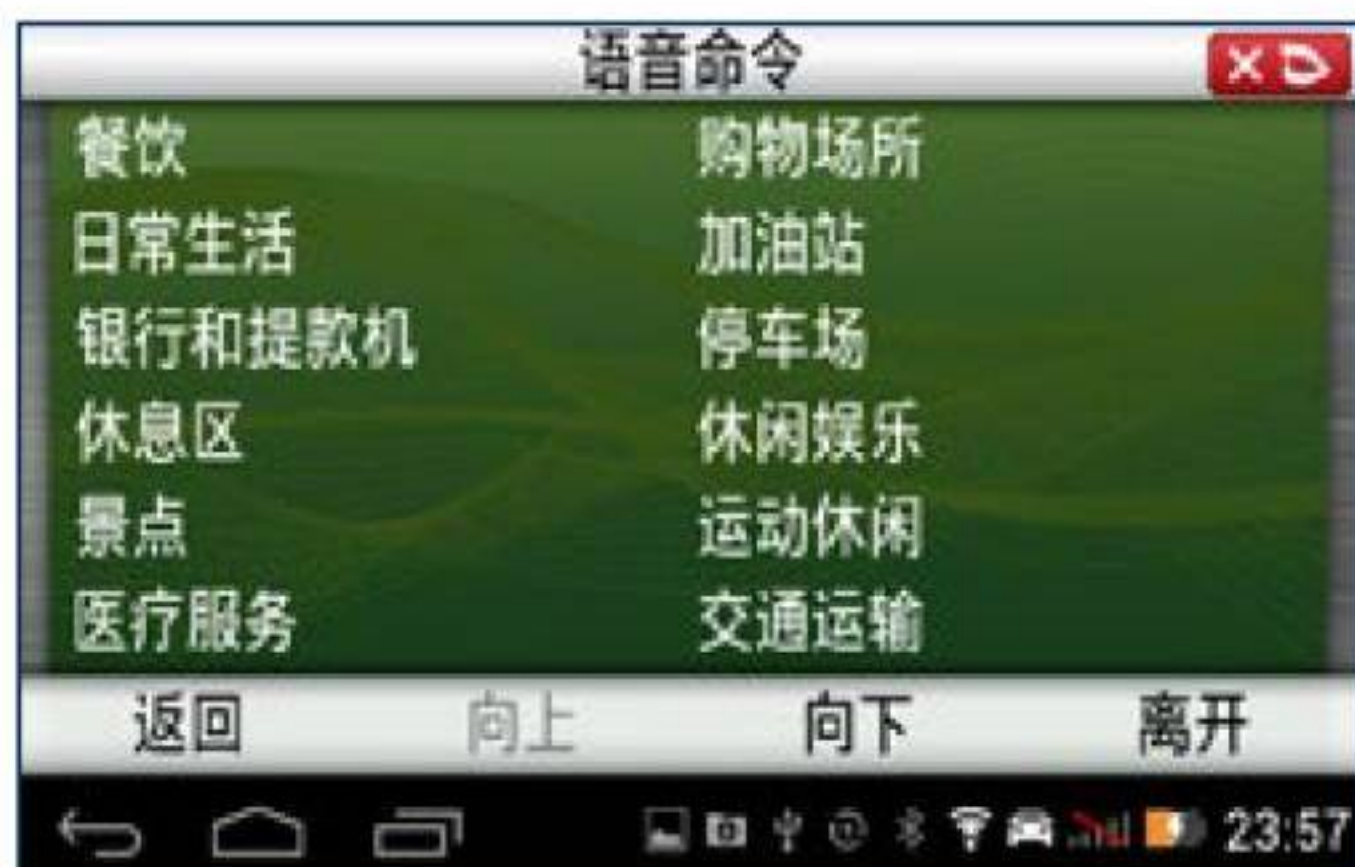 语音命令
餐饮 购物场所
日常生活 加油站
银行和提款机 停车场
休息区 休闲娱乐
景点 运动休闲
医疗服务 交通运输
返回 向上 向下 离开
23:57